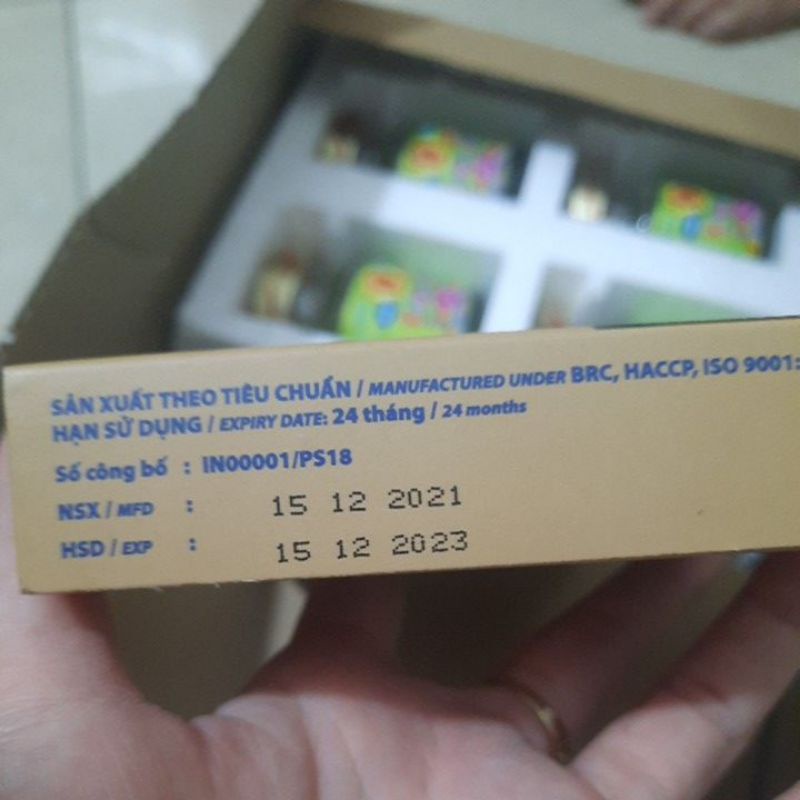 SẢN XUẤT THEO TIÊU CHUẨN / MANUFACTURED UNDER BRC, HACCP, ISO 9001:
HẠN SỬ DỤNG / EXPIRY DATE: 24 tháng / 24 months
Số công bố : IN00001/PS18
NSX / MFD : 15 12 2021
HSD / EXP : 15 12 2023